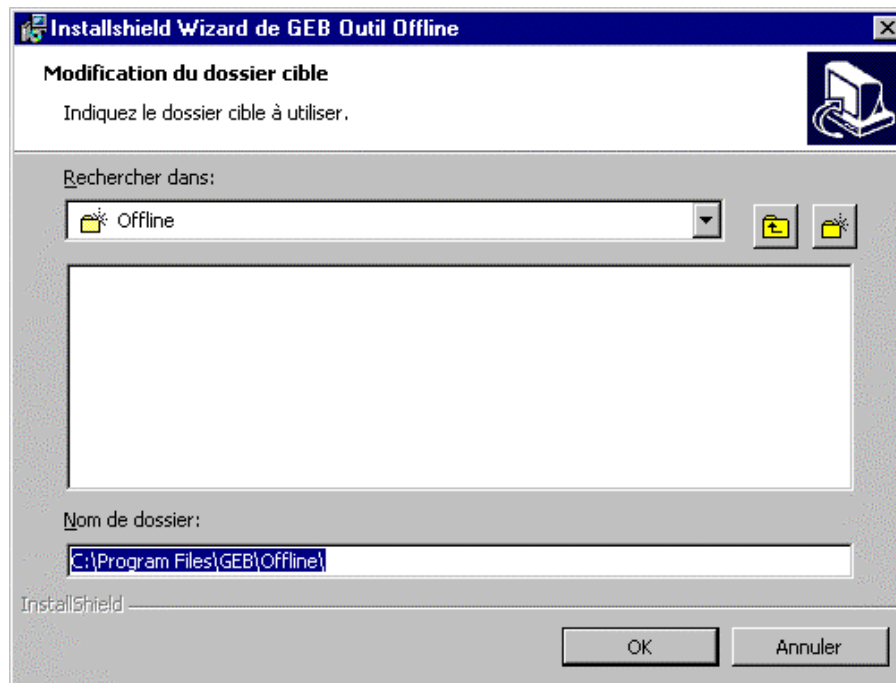 Installshield Wizard de GEB Outil Offline
Modification du dossier cible
Indiquez le dossier cible à utiliser.
Rechercher dans:
Offline
Nom de dossier:
C:\Program Files\GEB\Offline\
InstallShield
OK
Annuler